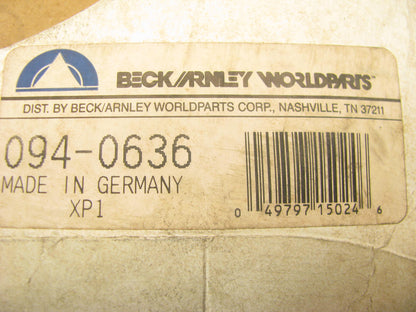 BECK/ARNLEY WORLDPARTS™
DIST. BY BECK/ARNLEY WORLDPARTS CORP., NASHVILLE, TN 37211
094-0636
MADE IN GERMANY
XP1
0 49797 15024 6